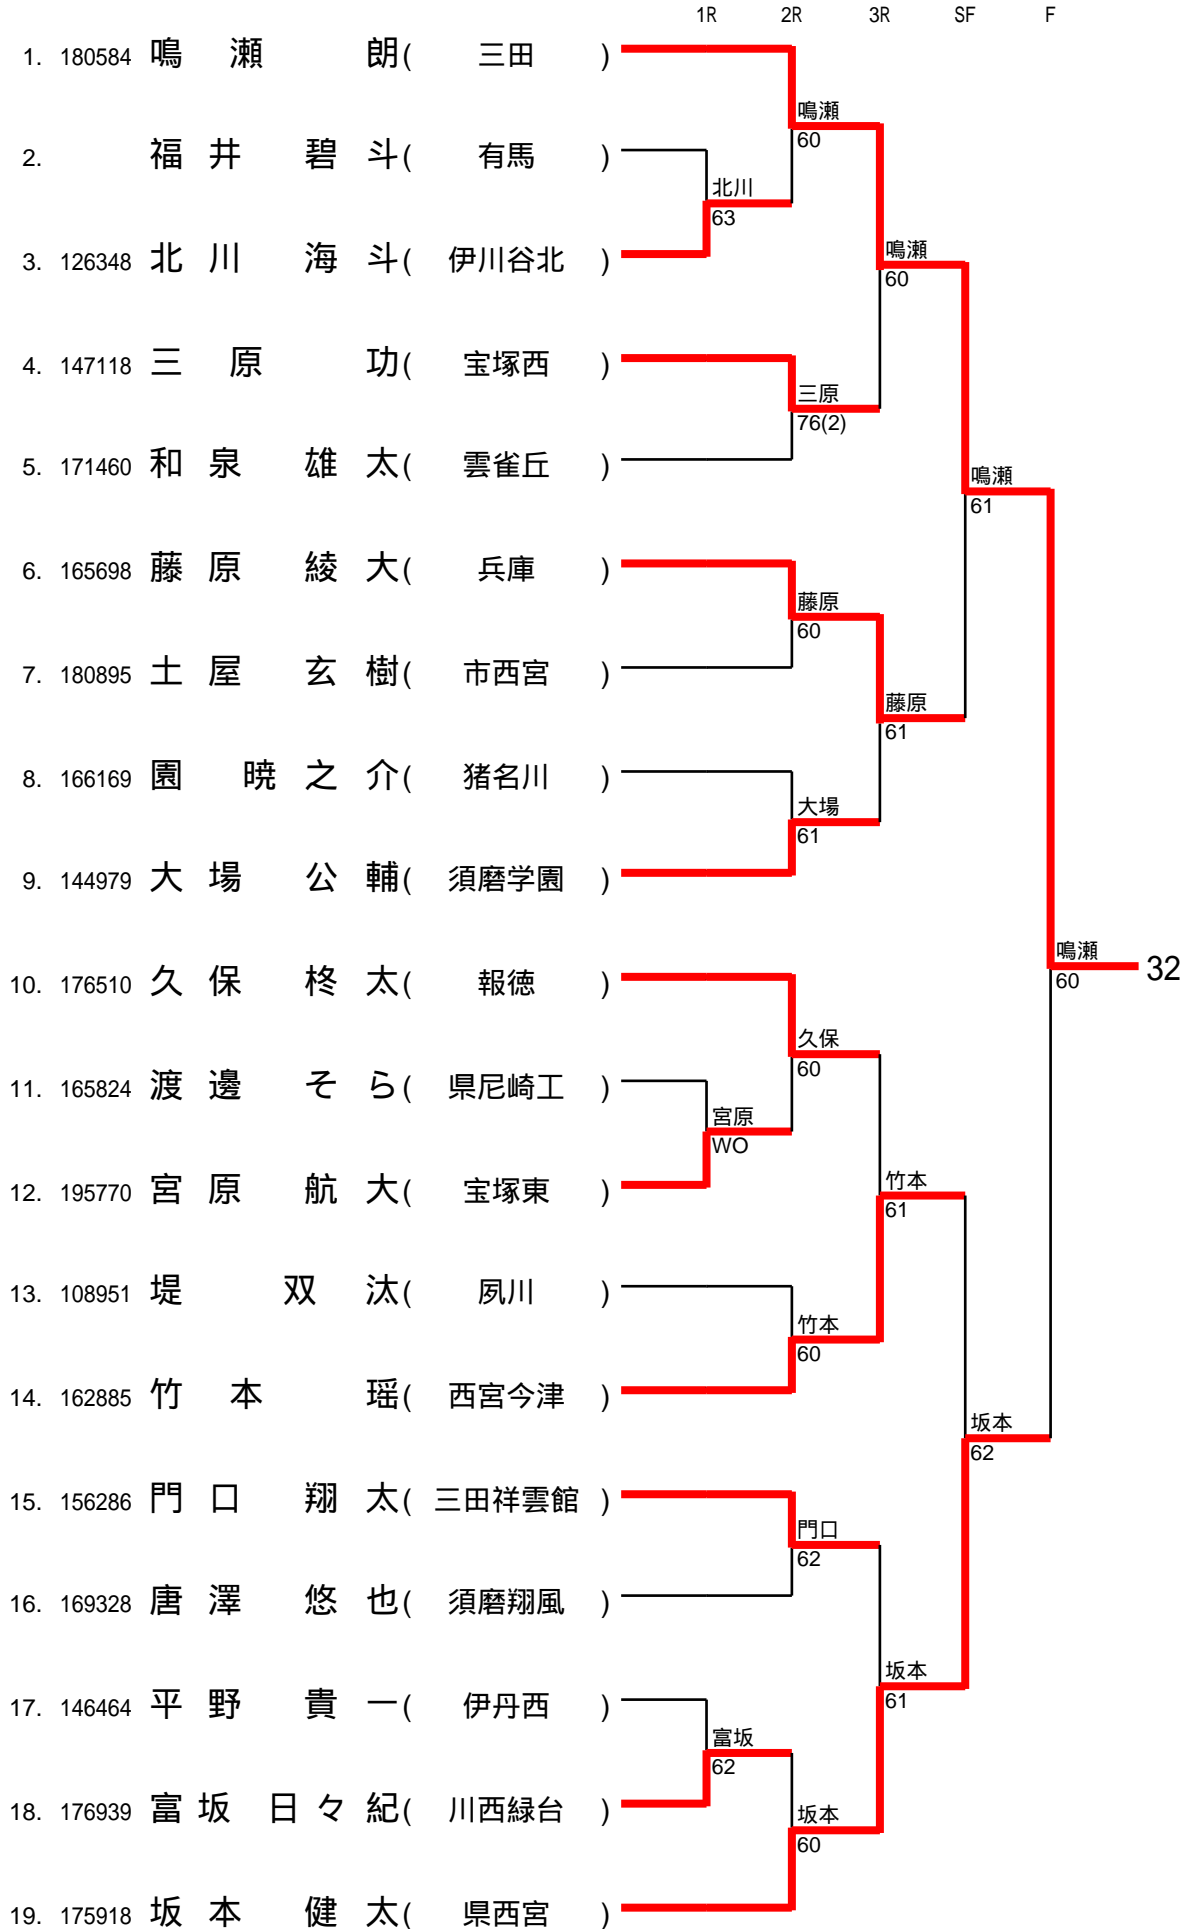 1R 2R 3R SF F
1. 180584 鳴瀬 朗( 三田 )
鳴瀬
60
2. 福井 碧斗( 有馬 )
北川
63
3. 126348 北川 海斗( 伊川谷北 )
鳴瀬
60
4. 147118 三原 功( 宝塚西 )
三原
76(2)
5. 171460 和泉 雄太( 雲雀丘 )
鳴瀬
61
6. 165698 藤原 綾大( 兵庫 )
藤原
60
7. 180895 土屋 玄樹( 市西宮 )
藤原
61
8. 166169 園 暁之介( 猪名川 )
大場
61
9. 144979 大場 公輔( 須磨学園 )
鳴瀬
60
32
10. 176510 久保 柊太( 報徳 )
久保
60
11. 165824 渡邊 そら( 県尼崎工 )
宮原
WO
12. 195770 宮原 航大( 宝塚東 )
竹本
61
13. 108951 堤 双汰( 夙川 )
竹本
60
14. 162885 竹本 瑶( 西宮今津 )
坂本
62
15. 156286 門口 翔太( 三田祥雲館 )
門口
62
16. 169328 唐澤 悠也( 須磨翔風 )
坂本
61
17. 146464 平野 貴一( 伊丹西 )
富坂
62
18. 176939 富坂 日々紀( 川西緑台 )
坂本
60
19. 175918 坂本 健太( 県西宮 )